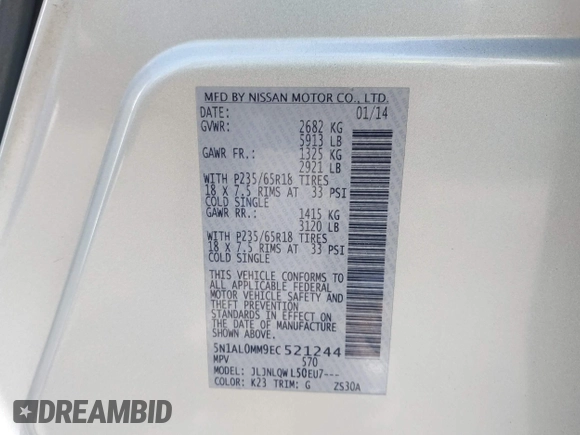 MFD BY NISSAN MOTOR CO., LTD.
DATE: 01/14
GVWR: 2682 KG
5913 LB
GAWR FR.: 1325 KG
2921 LB
WITH P235/65R18 TIRES
18 X 7.5 RIMS AT 33 PSI
COLD SINGLE
GAWR RR.: 1415 KG
3120 LB
WITH P235/65R18 TIRES
18 X 7.5 RIMS AT 33 PSI
COLD SINGLE
THIS VEHICLE CONFORMS TO
ALL APPLICABLE FEDERAL
MOTOR VEHICLE SAFETY AND
THEFT PREVENTION
STANDARDS IN EFFECT ON
THE DATE OF MANUFACTURE
SHOWN ABOVE.
5N1AL0MM9EC521244
MPV 570
MODEL: JLJNLQWL50EU7---
COLOR: K23 TRIM: G 2S30A
DREAMBID